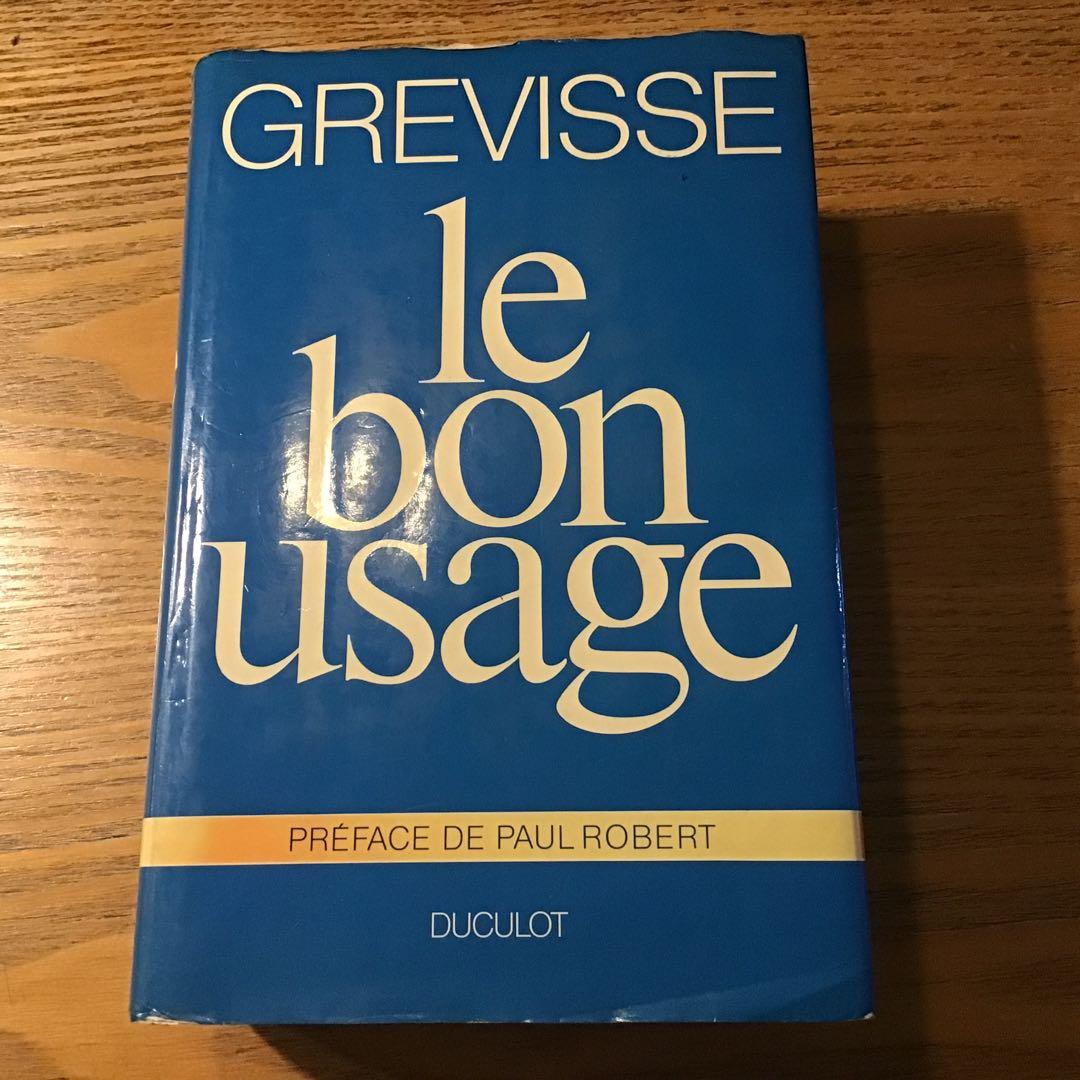 GREVISSE
le
bon
usage
PRÉFACE DE PAUL ROBERT
DUCULOT